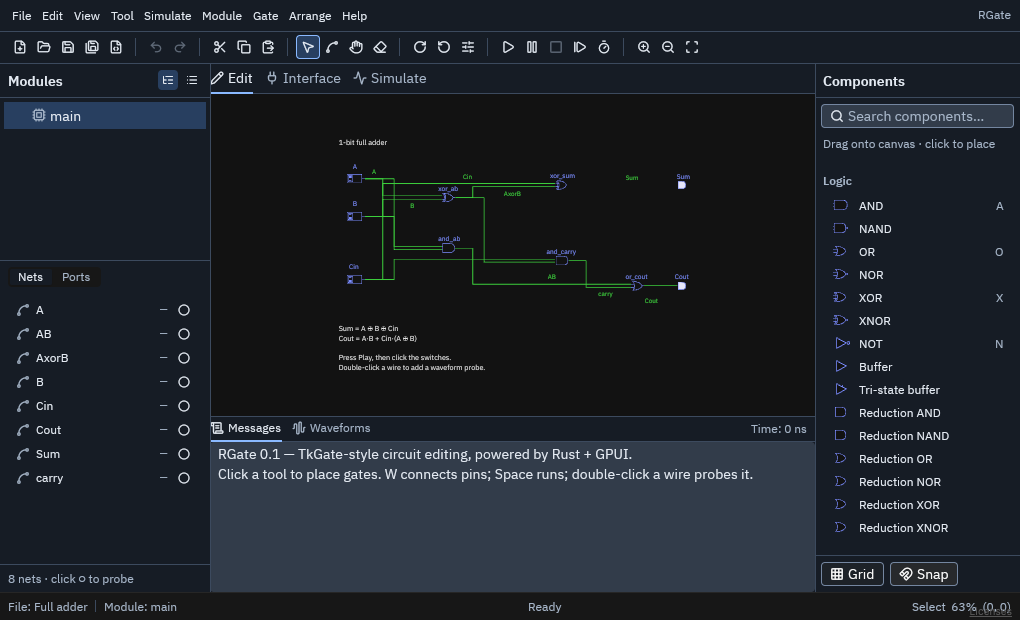 File Edit View Tool Simulate Module Gate Arrange Help
RGate
Modules
main
Nets Ports
A
AB
AxorB
B
Cin
Cout
Sum
carry
8 nets · click o to probe
Edit Interface Simulate
1-bit full adder
A
A
Cin
xor_sum
Sum
Sum
xor_ab
AxorB
B
B
and_ab
and_carry
Cin
AB
or_cout
Cout
carry
Cout
Sum = A ⊕ B ⊕ Cin
Cout = A·B + Cin·(A ⊕ B)
Press Play, then click the switches.
Double-click a wire to add a waveform probe.
Messages Waveforms
Time: 0 ns
RGate 0.1 — TkGate-style circuit editing, powered by Rust + GPUI.
Click a tool to place gates. W connects pins; Space runs; double-click a wire probes it.
Components
Search components...
Drag onto canvas · click to place
Logic
AND A
NAND
OR O
NOR
XOR X
XNOR
NOT N
Buffer
Tri-state buffer
Reduction AND
Reduction NAND
Reduction OR
Reduction NOR
Reduction XOR
Reduction XNOR
Grid Snap
File: Full adder Module: main
Ready
Select 63% (0, 0)
Licenses